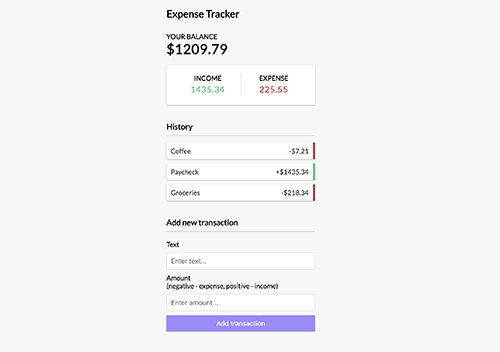 Expense Tracker
YOUR BALANCE
$1209.79
INCOME EXPENSE
1435.34 225.55
History
Coffee -$7.21
Paycheck +$1435.34
Groceries -$218.34
Add new transaction
Text
Enter text...
Amount
(negative - expense, positive - income)
Enter amount...
Add transaction